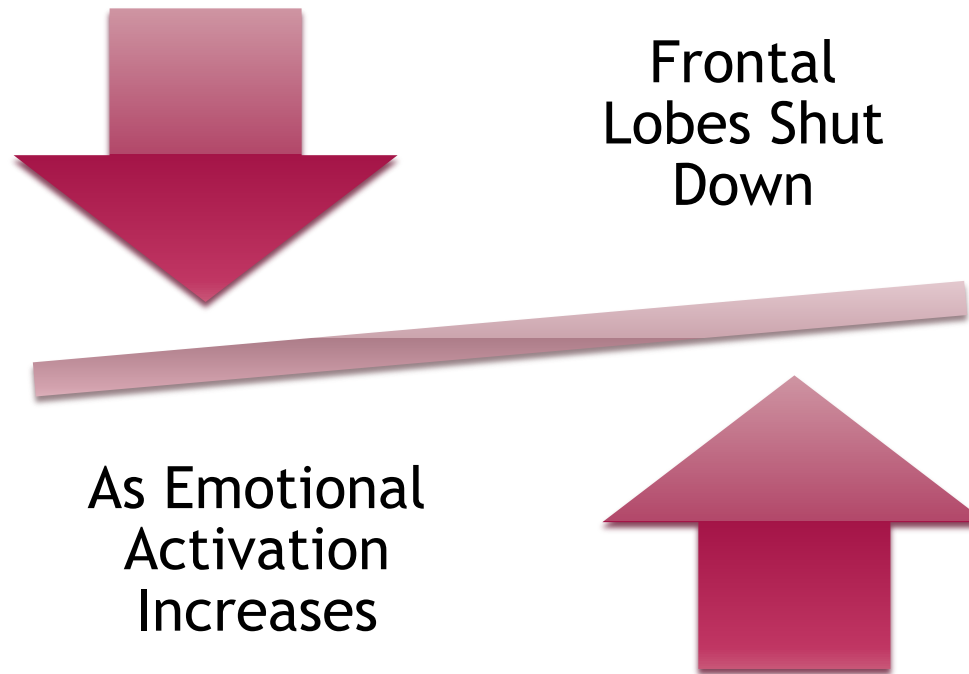 Frontal
Lobes Shut
Down
As Emotional
Activation
Increases